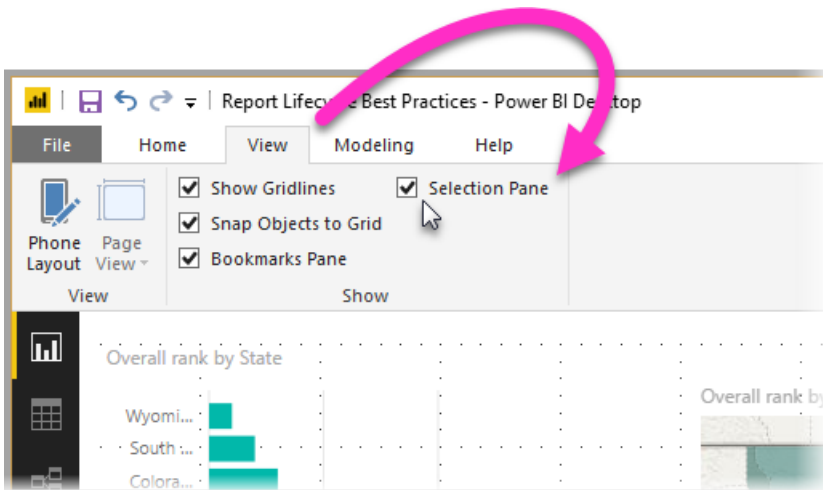 Report Lifecycle Best Practices - Power BI Desktop
File Home View Modeling Help
Show Gridlines Selection Pane
Snap Objects to Grid
Bookmarks Pane
Phone Layout
Page View
View Show
Overall rank by State
Overall rank by
Wyomi...
South ...
Colora...